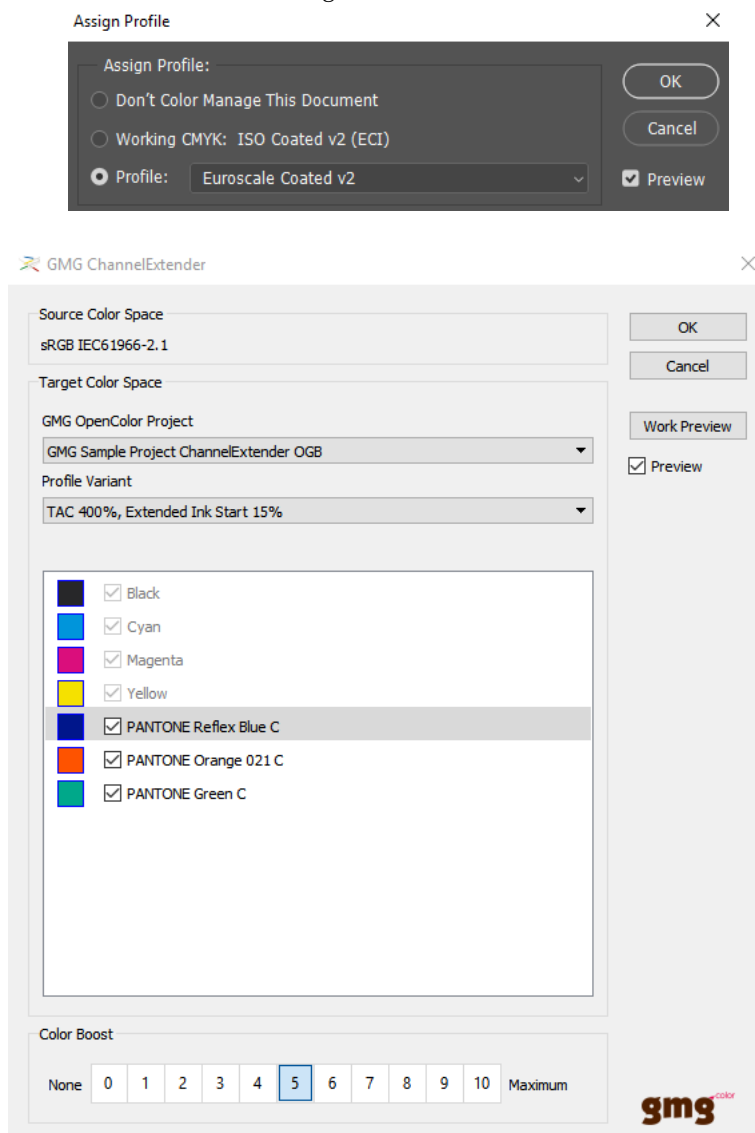 Assign Profile
Assign Profile:
Don't Color Manage This Document
Working CMYK: ISO Coated v2 (ECI)
Profile: Euroscale Coated v2
OK
Cancel
Preview
GMG ChannelExtender
Source Color Space
sRGB IEC61966-2.1
Target Color Space
GMG OpenColor Project
GMG Sample Project ChannelExtender OGB
Profile Variant
TAC 400%, Extended Ink Start 15%
Black
Cyan
Magenta
Yellow
PANTONE Reflex Blue C
PANTONE Orange 021 C
PANTONE Green C
OK
Cancel
Work Preview
Preview
Color Boost
None 0 1 2 3 4 5 6 7 8 9 10 Maximum
gmg color